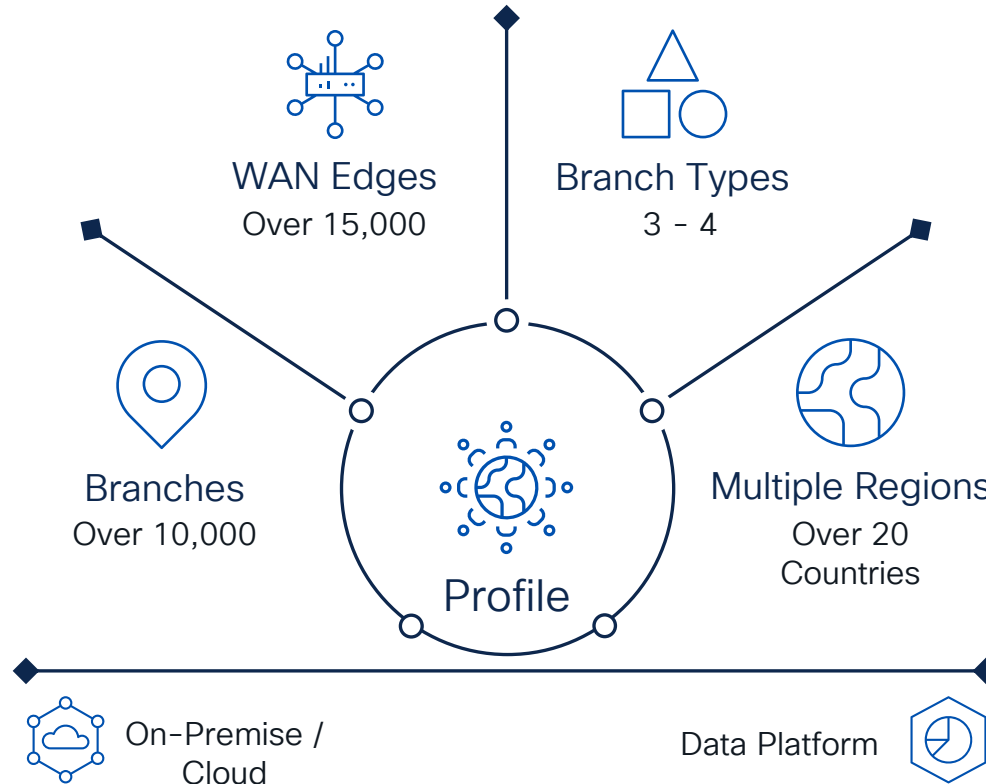 WAN Edges
Over 15,000
Branch Types
3 - 4
Branches
Over 10,000
Multiple Regions
Over 20
Countries
Profile
On-Premise /
Cloud
Data Platform